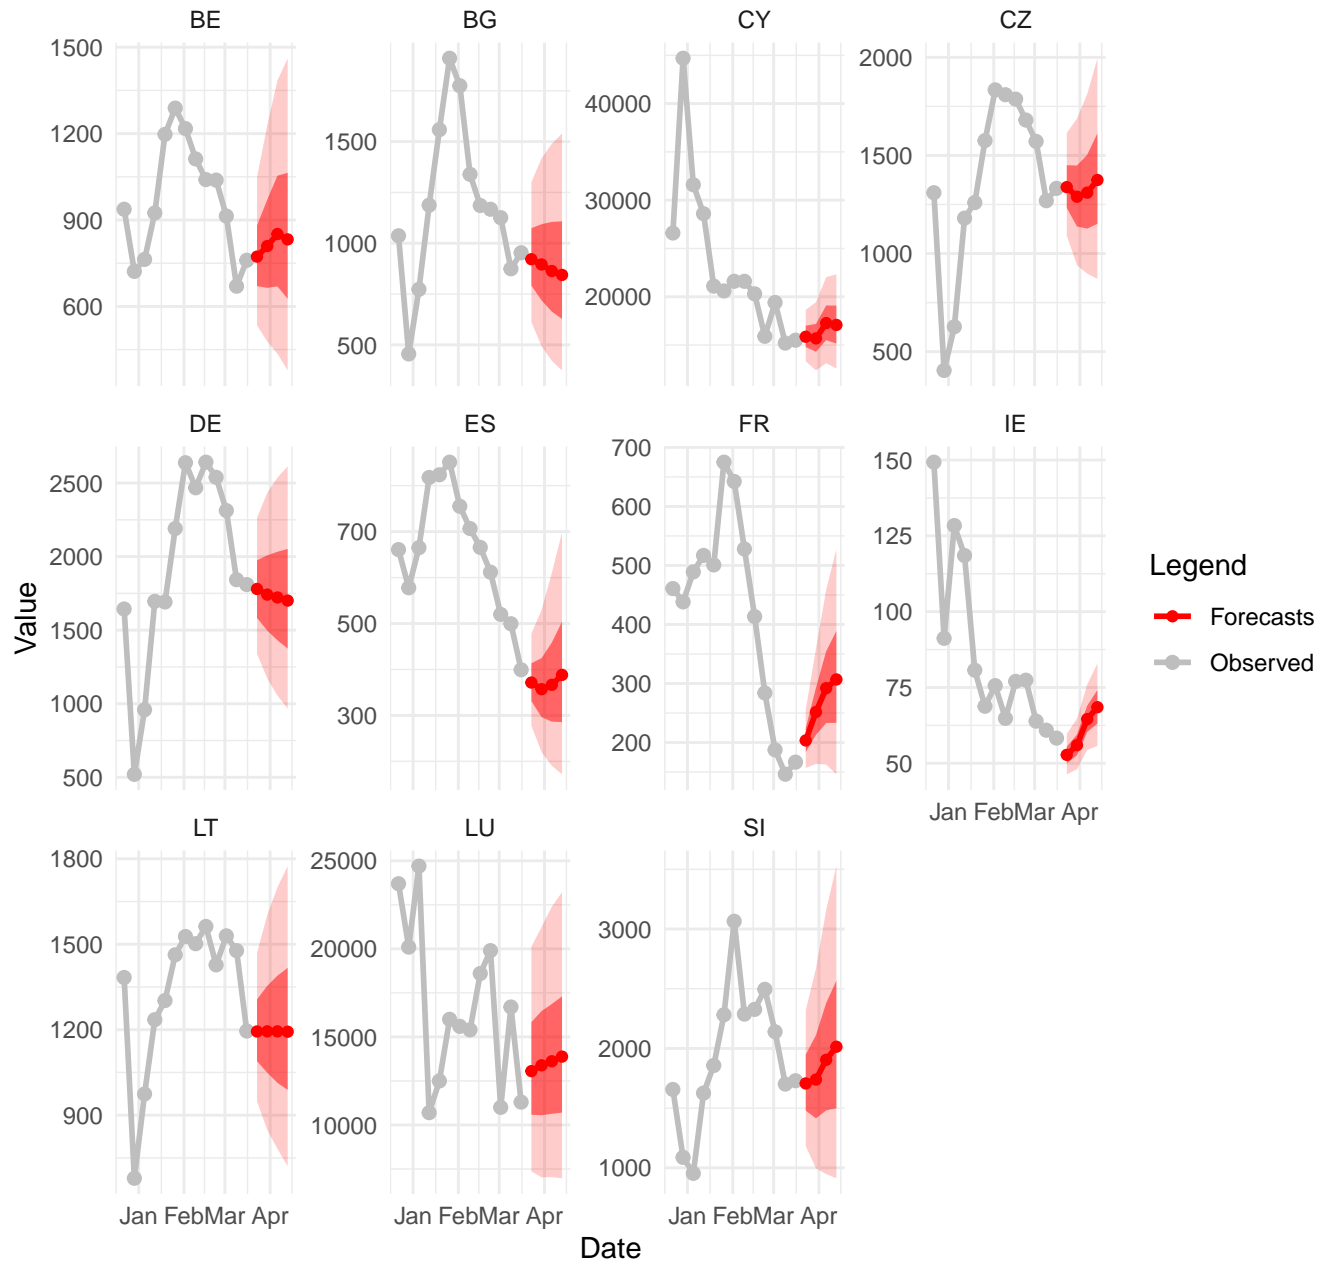 BE
BG
CY
CZ
1500
1200
900
600
1500
1000
500
40000
30000
20000
2000
1500
1000
500
DE
ES
FR
IE
2500
2000
1500
1000
500
700
500
300
700
600
500
400
300
200
150
125
100
75
50
Jan FebMar Apr
LT
LU
SI
1800
1500
1200
900
25000
20000
15000
10000
3000
2000
1000
Jan FebMar Apr
Jan FebMar Apr
Jan FebMar Apr
Value
Date
Legend
Forecasts
Observed